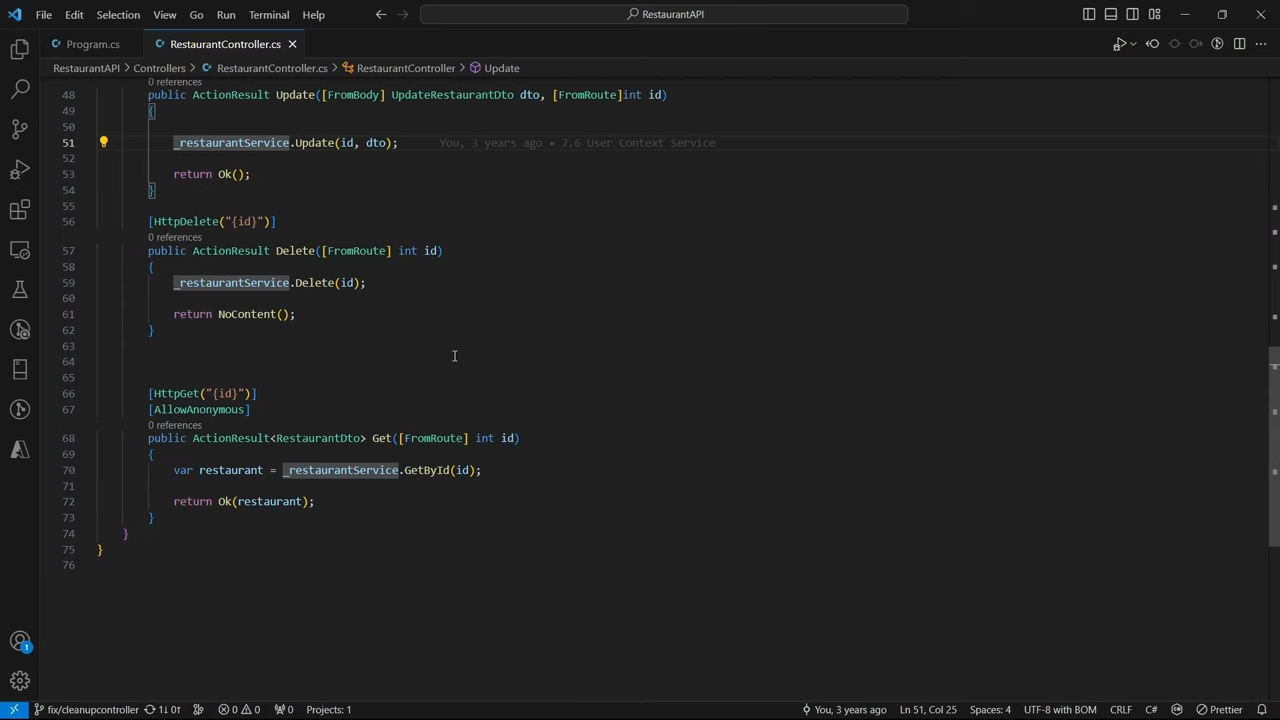 File Edit Selection View Go Run Terminal Help RestaurantAPI
Program.cs RestaurantController.cs
RestaurantAPI > Controllers > RestaurantController.cs > RestaurantController > Update
0 references
48 public ActionResult Update([FromBody] UpdateRestaurantDto dto, [FromRoute]int id)
49 {
50
51 _restaurantService.Update(id, dto); You, 3 years ago • 7.6 User Context Service
52
53 return Ok();
54 }
55
56 [HttpDelete("{id}")]
0 references
57 public ActionResult Delete([FromRoute] int id)
58 {
59 _restaurantService.Delete(id);
60
61 return NoContent();
62 }
63
64
65
66 [HttpGet("{id}")]
67 [AllowAnonymous]
0 references
68 public ActionResult<RestaurantDto> Get([FromRoute] int id)
69 {
70 var restaurant = _restaurantService.GetById(id);
71
72 return Ok(restaurant);
73 }
74 }
75 }
76
1
fix/cleanupcontroller 1↓ 0↑ 0 0 0 Projects: 1 You, 3 years ago Ln 51, Col 25 Spaces: 4 UTF-8 with BOM CRLF C# Prettier